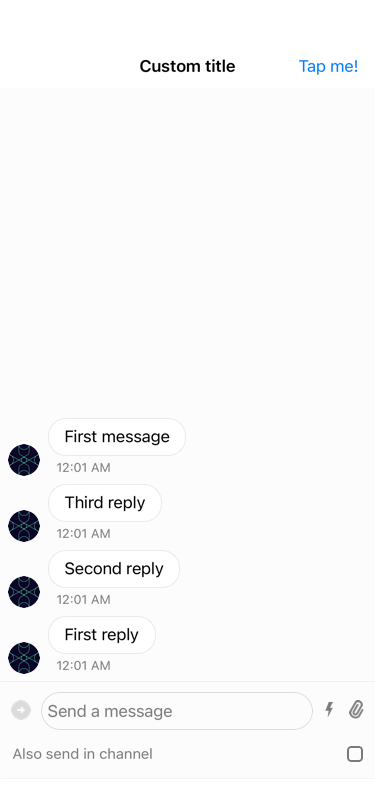 Custom title
Tap me!
First message
12:01 AM
Third reply
12:01 AM
Second reply
12:01 AM
First reply
12:01 AM
Send a message
Also send in channel